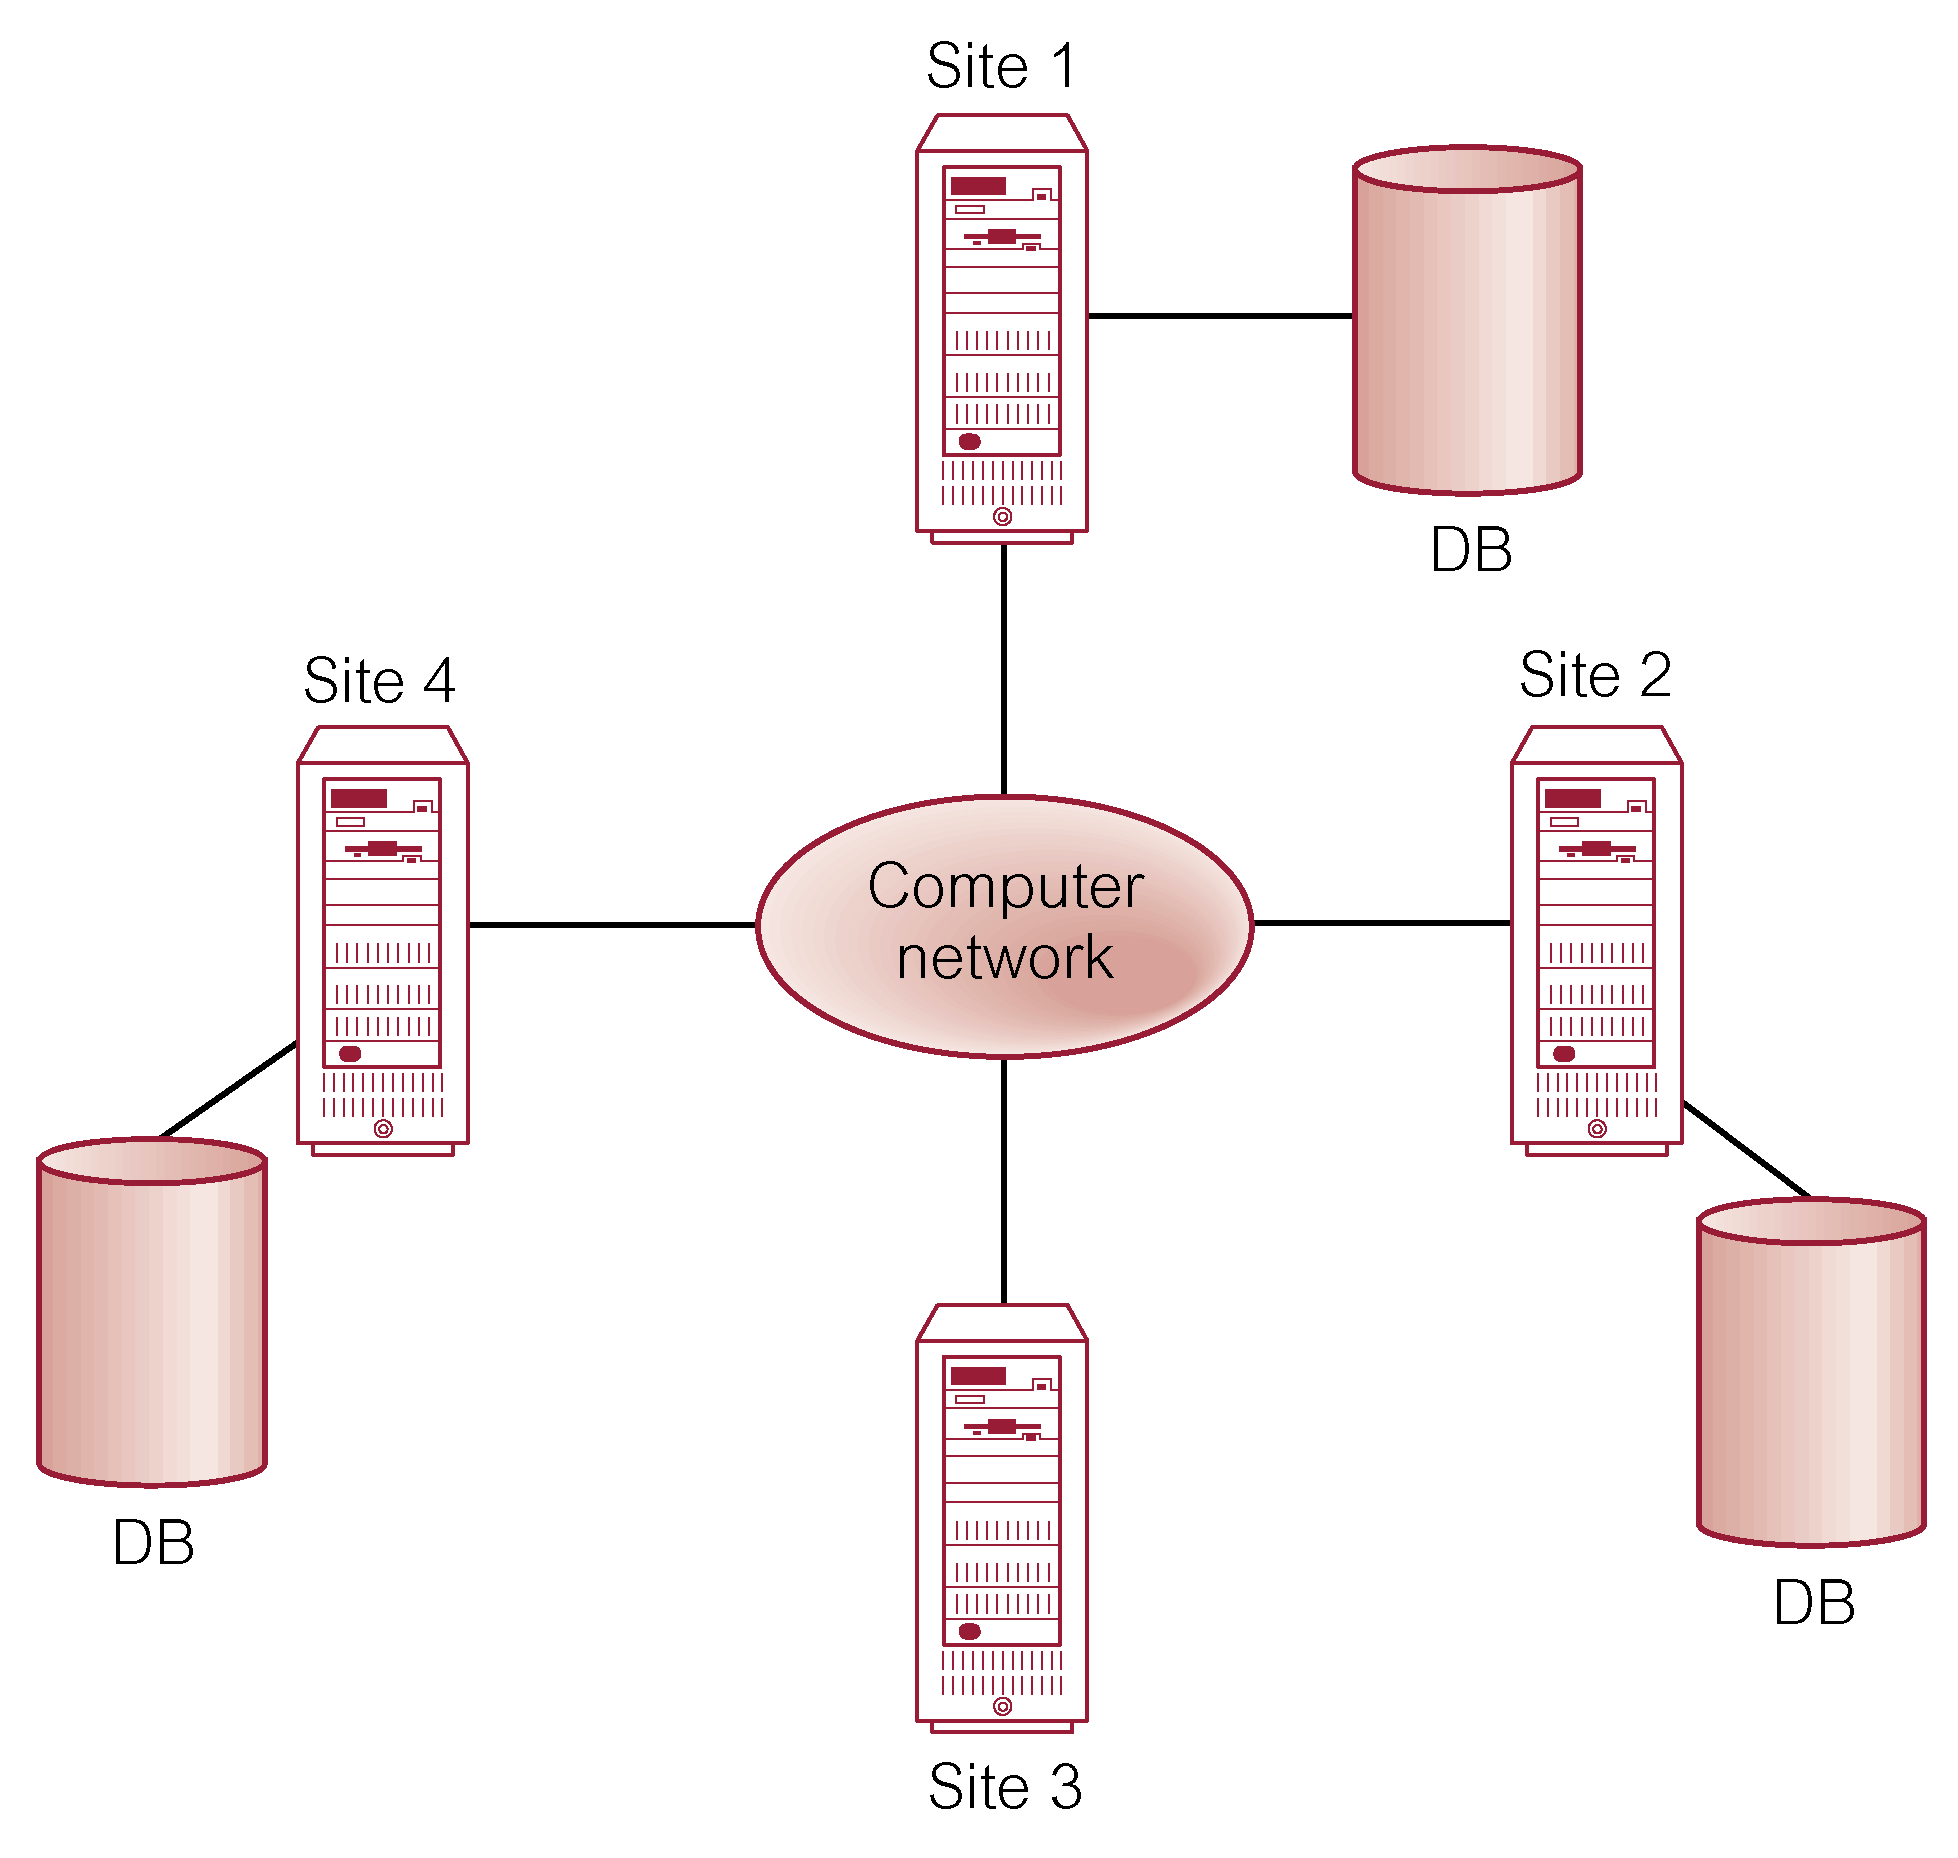 Site 1
DB
Site 4
Site 2
Computer
network
DB
DB
Site 3